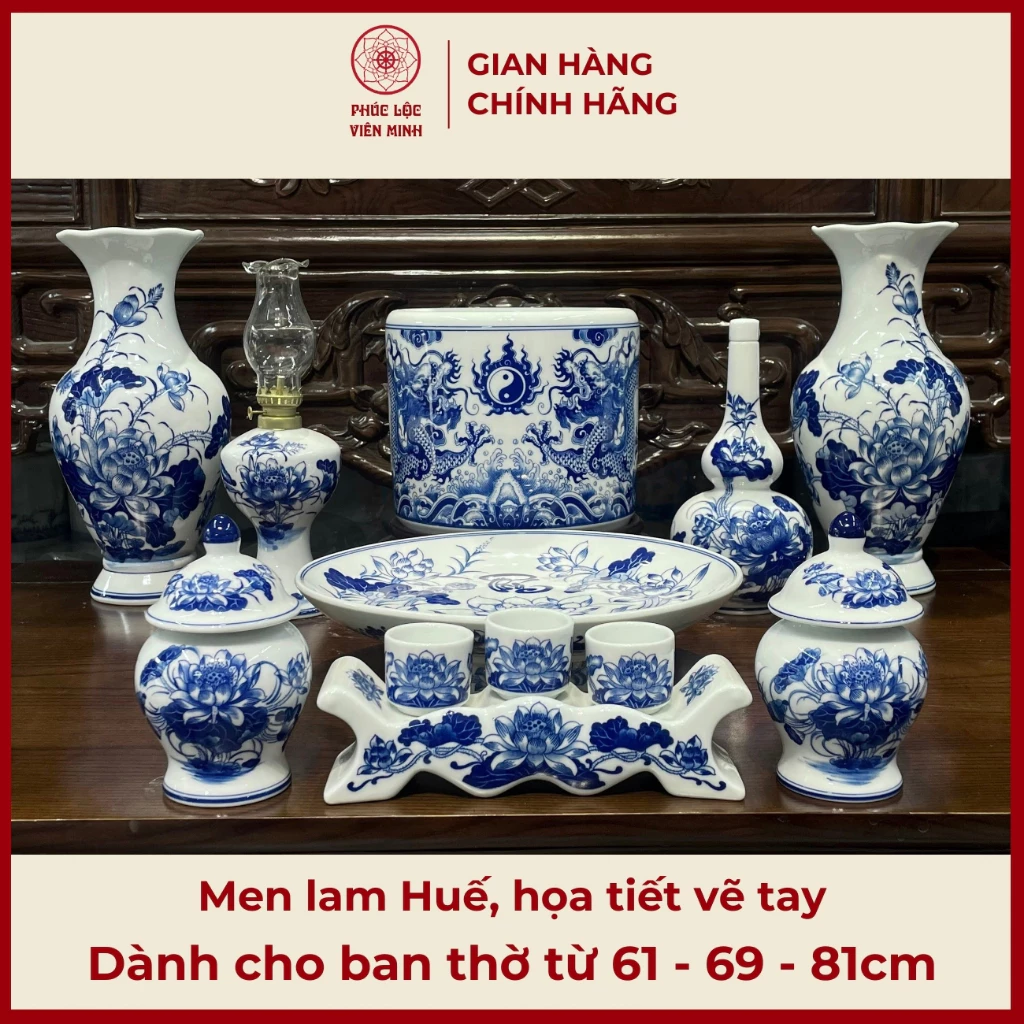 PHÚC LỘC
VIÊN MINH
GIAN HÀNG
CHÍNH HÃNG
Men lam Huế, họa tiết vẽ tay
Dành cho ban thờ từ 61 - 69 - 81cm